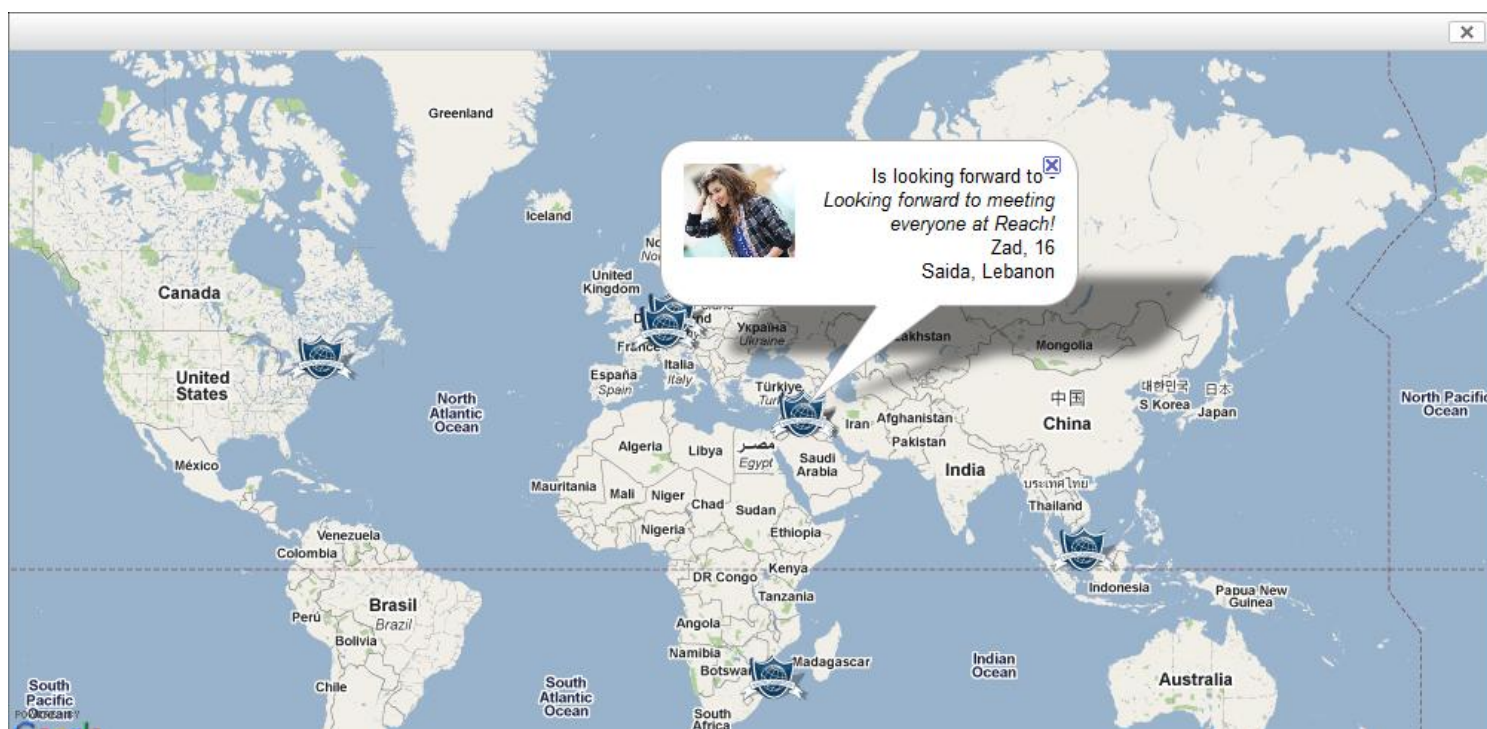 Greenland
Is looking forward to -
Looking forward to meeting
everyone at Reach!
Zad, 16
Saida, Lebanon
Iceland
United
Kingdom
Canada
Україна
Ukraine
Mongolia
France
United
States
Italia
Italy
España
Spain
Türkiye
대한민국
S Korea
日本
Japan
中国
China
North
Atlantic
Ocean
North Pacific
Ocean
Iran
Afghanistan
Pakistan
Algeria
Libya
مصر
Egypt
Saudi
Arabia
India
México
Mauritania
Mali
Niger
Chad
Sudan
ประเทศไทย
Thailand
Nigeria
Ethiopia
Venezuela
Colombia
DR Congo
Kenya
Tanzania
Indonesia
Papua New
Guinea
Brasil
Brazil
Perú
Bolivia
Angola
Namibia
Madagascar
Indian
Ocean
Australia
Chile
South
Pacific
Ocean
South
Atlantic
Ocean
South
Africa